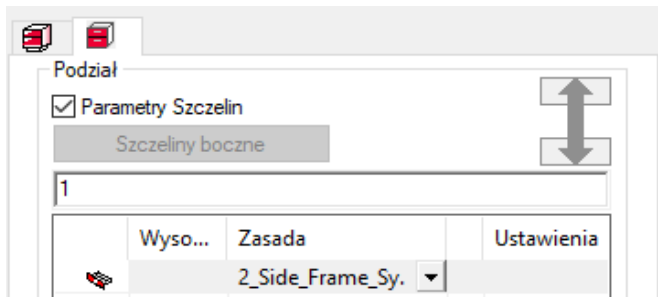 Podział
Parametry Szczelin
Szczeliny boczne
1
Wyso... Zasada Ustawienia
2_Side_Frame_Sy.